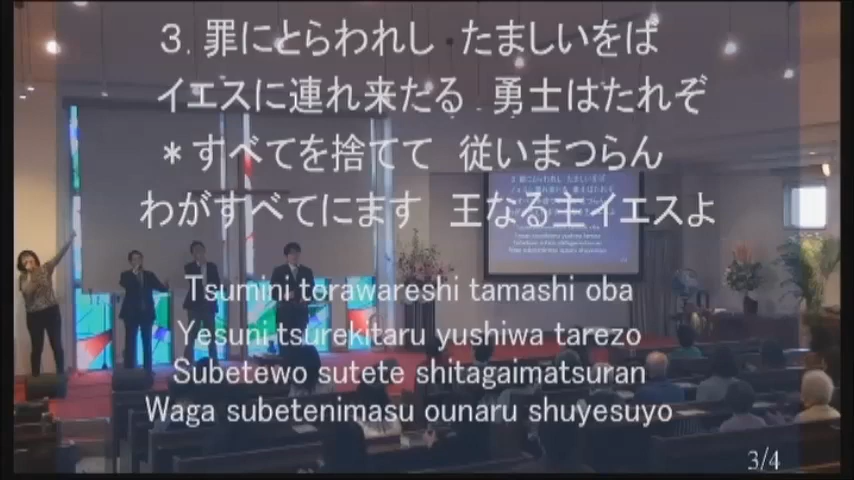 3. 罪にとらわれし たましいをば
イエスに連れ来たる 勇士はたれぞ
*すべてを捨てて 従いまつらん
わがすべてにます 王なる主イエスよ
Tsumini torawareshi tamashi oba
Yesuni tsurekitaru yushiwa tarezo
Subetewo sutete shitagaimatsuran
Waga subetenimasu ounaru shuyesuyo
3/4